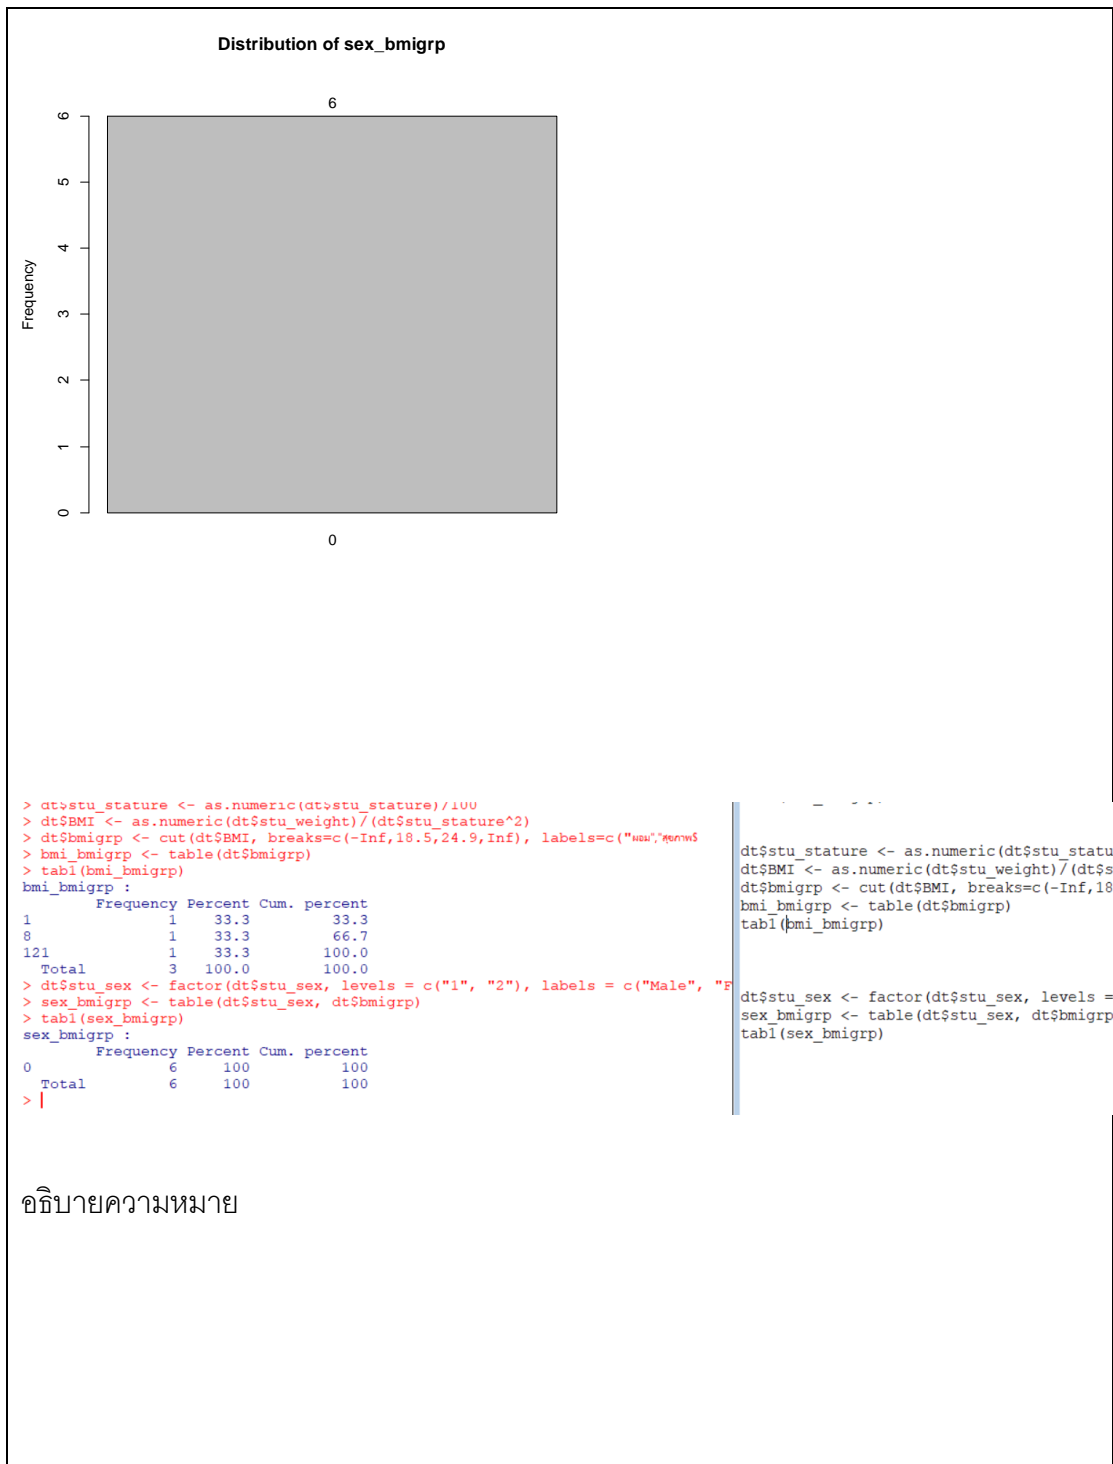 Distribution of sex_bmigrp
6
6
5
4
3
2
1
0
Frequency
0
> dt$stu_stature <- as.numeric(dt$stu_stature)/100
> dt$BMI <- as.numeric(dt$stu_weight)/(dt$stu_stature^2)
> dt$bmigrp <- cut(dt$BMI, breaks=c(-Inf,18.5,24.9,Inf), labels=c("ผอม","สุขภาพ$
> bmi_bmigrp <- table(dt$bmigrp)
> tab1(bmi_bmigrp)
bmi_bmigrp :
Frequency Percent Cum. percent
1 1 33.3 33.3
8 1 33.3 66.7
121 1 33.3 100.0
Total 3 100.0 100.0
> dt$stu_sex <- factor(dt$stu_sex, levels = c("1", "2"), labels = c("Male", "F
> sex_bmigrp <- table(dt$stu_sex, dt$bmigrp)
> tab1(sex_bmigrp)
sex_bmigrp :
Frequency Percent Cum. percent
0 6 100 100
Total 6 100 100
>
dt$stu_stature <- as.numeric(dt$stu_statu
dt$BMI <- as.numeric(dt$stu_weight)/(dt$s
dt$bmigrp <- cut(dt$BMI, breaks=c(-Inf,18
bmi_bmigrp <- table(dt$bmigrp)
tab1(bmi_bmigrp)
dt$stu_sex <- factor(dt$stu_sex, levels =
sex_bmigrp <- table(dt$stu_sex, dt$bmigrp
tab1(sex_bmigrp)
อธิบายความหมาย